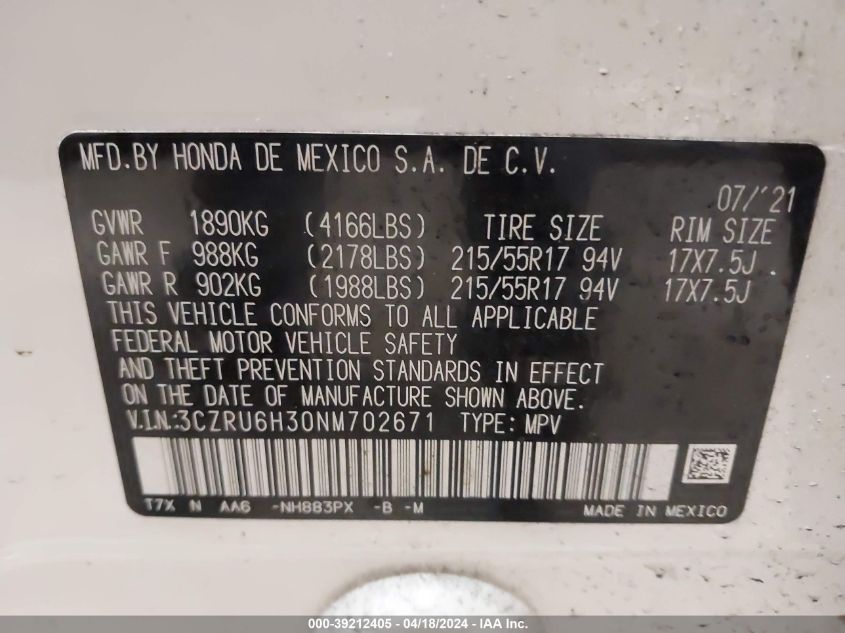 MFD.BY HONDA DE MEXICO S.A. DE C.V.
07/'21
GVWR 1890KG (4166LBS) TIRE SIZE RIM SIZE
GAWR F 988KG (2178LBS) 215/55R17 94V 17X7.5J
GAWR R 902KG (1988LBS) 215/55R17 94V 17X7.5J
THIS VEHICLE CONFORMS TO ALL APPLICABLE
FEDERAL MOTOR VEHICLE SAFETY
AND THEFT PREVENTION STANDARDS IN EFFECT
ON THE DATE OF MANUFACTURE SHOWN ABOVE.
V.I.N.:3CZRU6H30NM702671 TYPE: MPV
T7X N AA6 -NH883PX -B -M MADE IN MEXICO
000-39212405 - 04/18/2024 - IAA Inc.